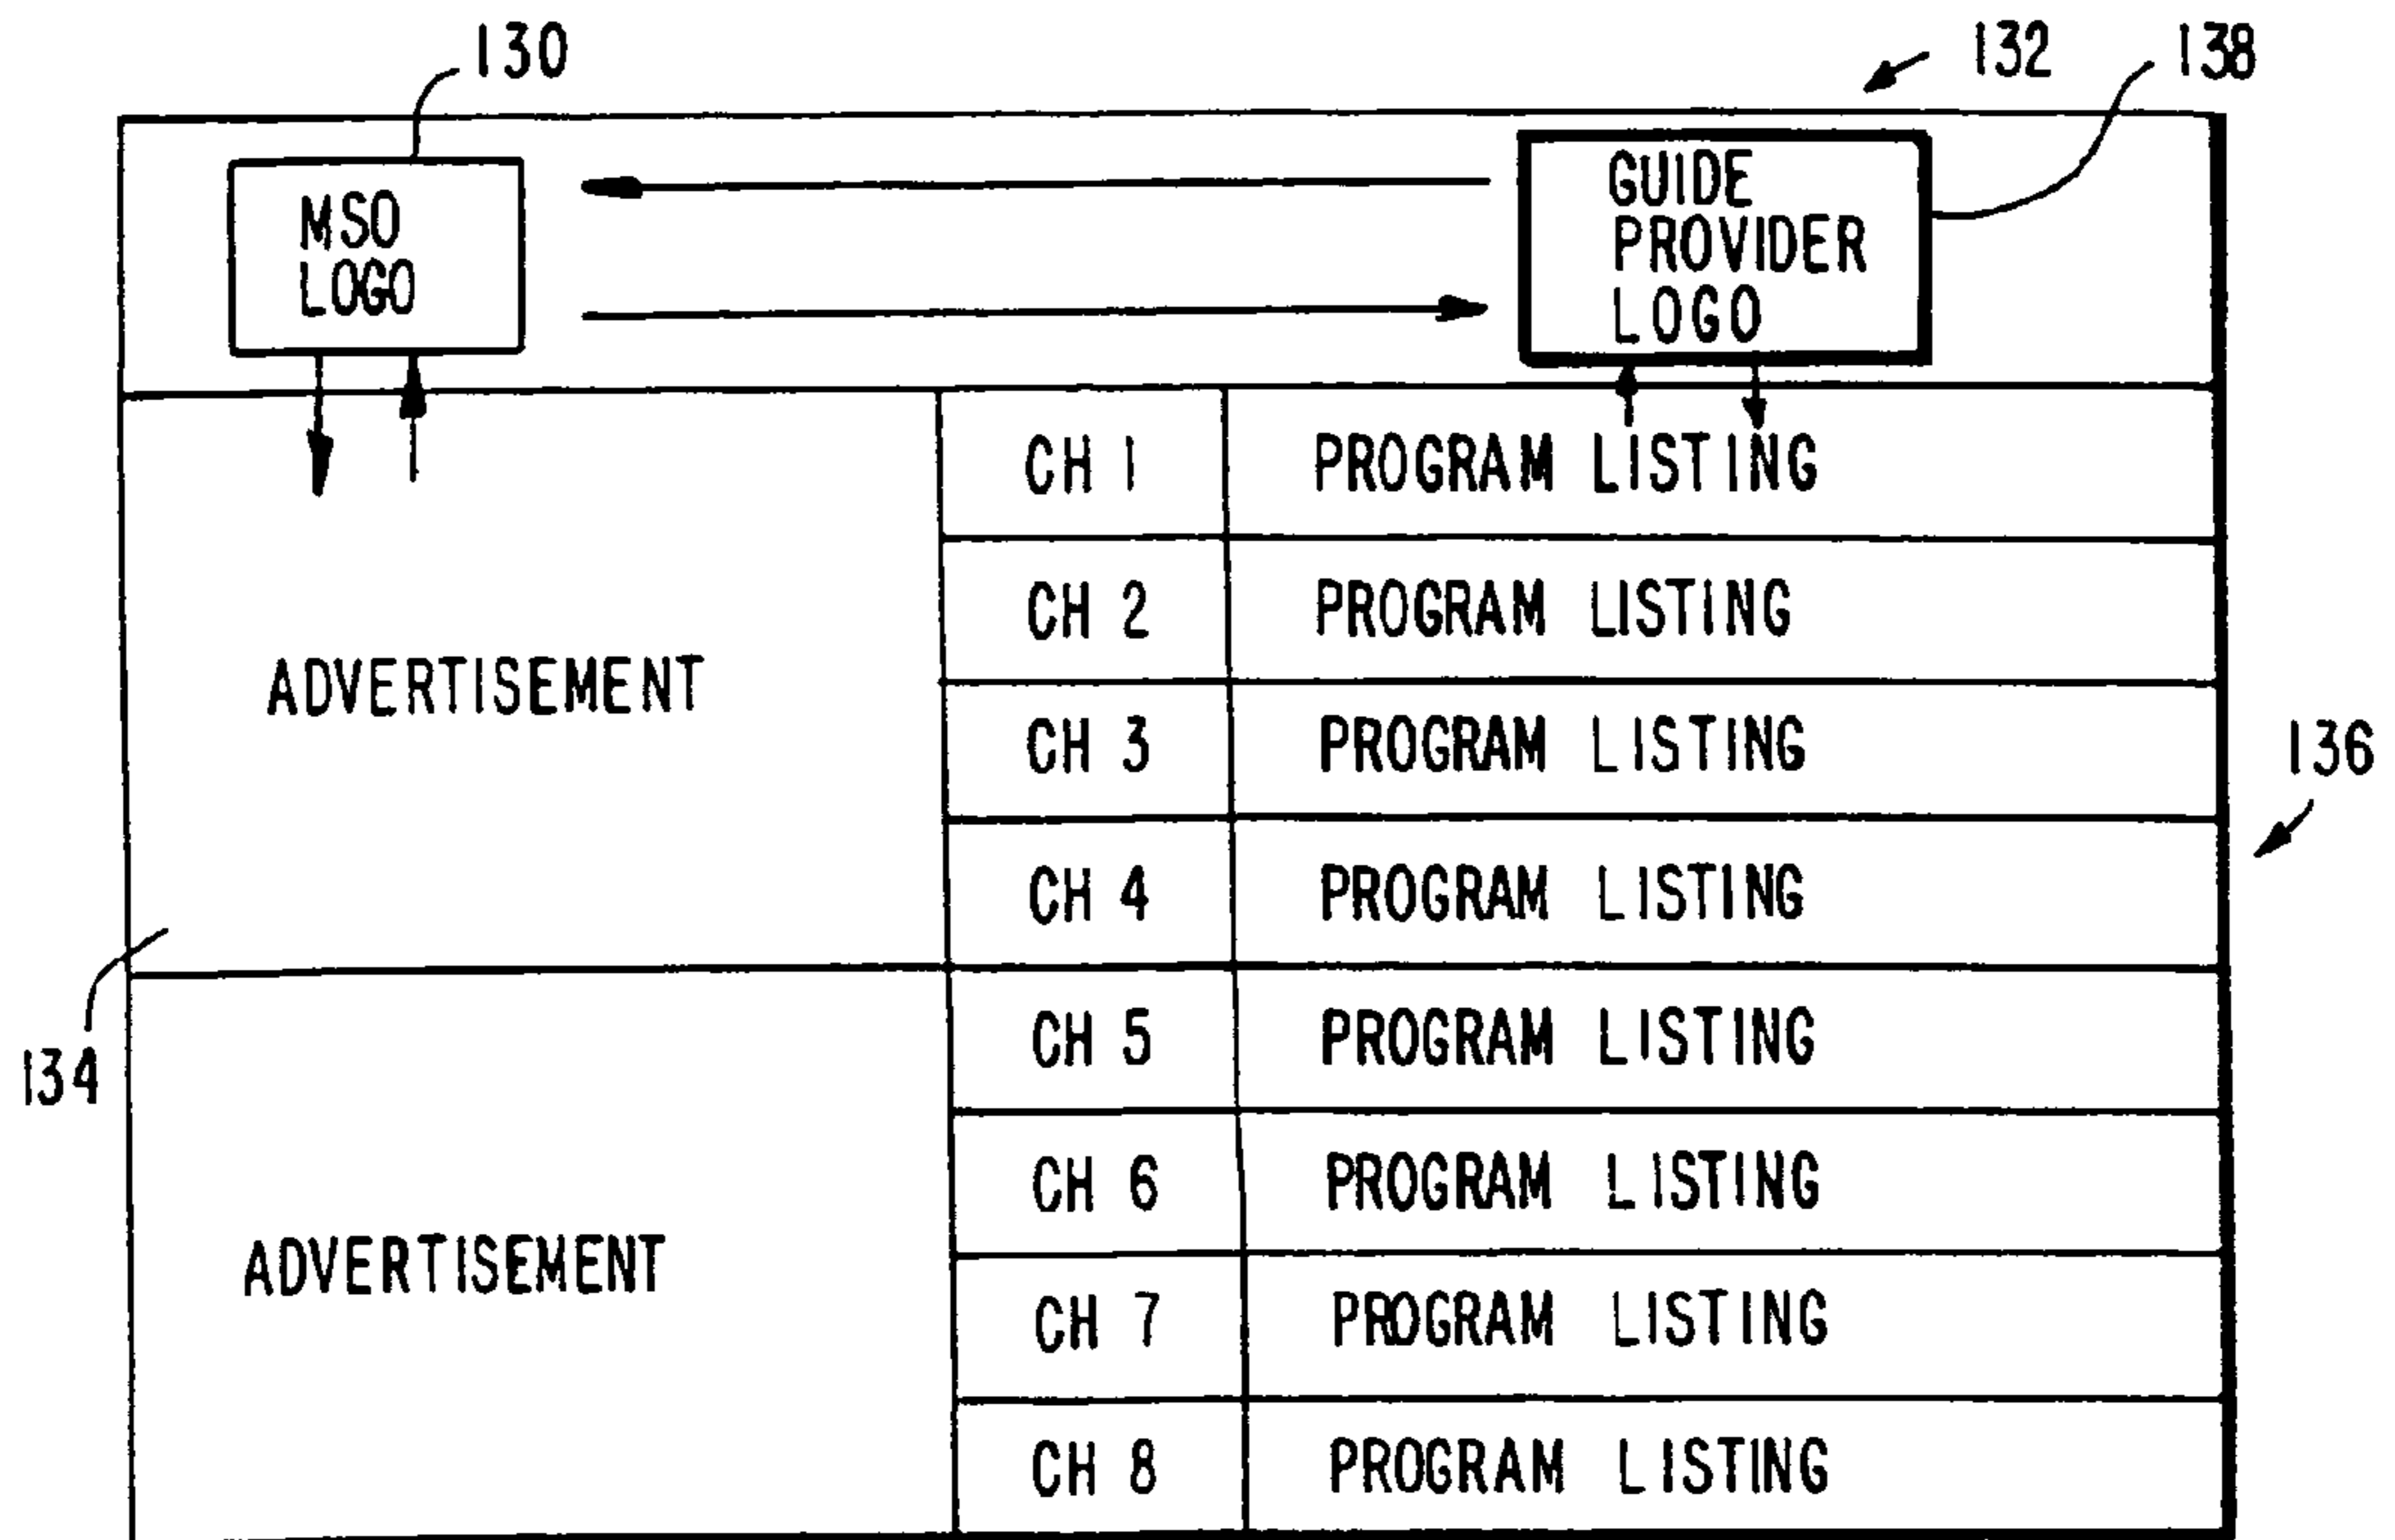 130
132
138
MSO
LOGO
GUIDE
PROVIDER
LOGO
CH 1 PROGRAM LISTING
CH 2 PROGRAM LISTING
ADVERTISEMENT
CH 3 PROGRAM LISTING
136
CH 4 PROGRAM LISTING
134
CH 5 PROGRAM LISTING
CH 6 PROGRAM LISTING
ADVERTISEMENT
CH 7 PROGRAM LISTING
CH 8 PROGRAM LISTING